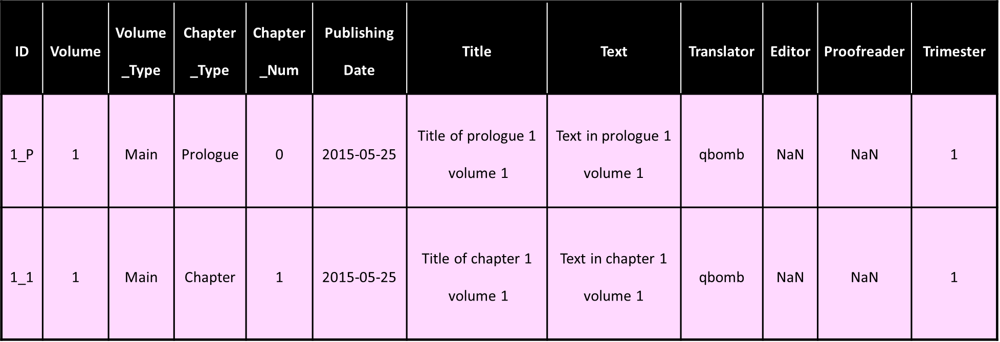 ID
Volume
Volume
_Type
Chapter
_Type
Chapter
_Num
Publishing
Date
Title
Text
Translator
Editor
Proofreader
Trimester
1_P
1
Main
Prologue
0
2015-05-25
Title of prologue 1
volume 1
Text in prologue 1
volume 1
qbomb
NaN
NaN
1
1_1
1
Main
Chapter
1
2015-05-25
Title of chapter 1
volume 1
Text in chapter 1
volume 1
qbomb
NaN
NaN
1